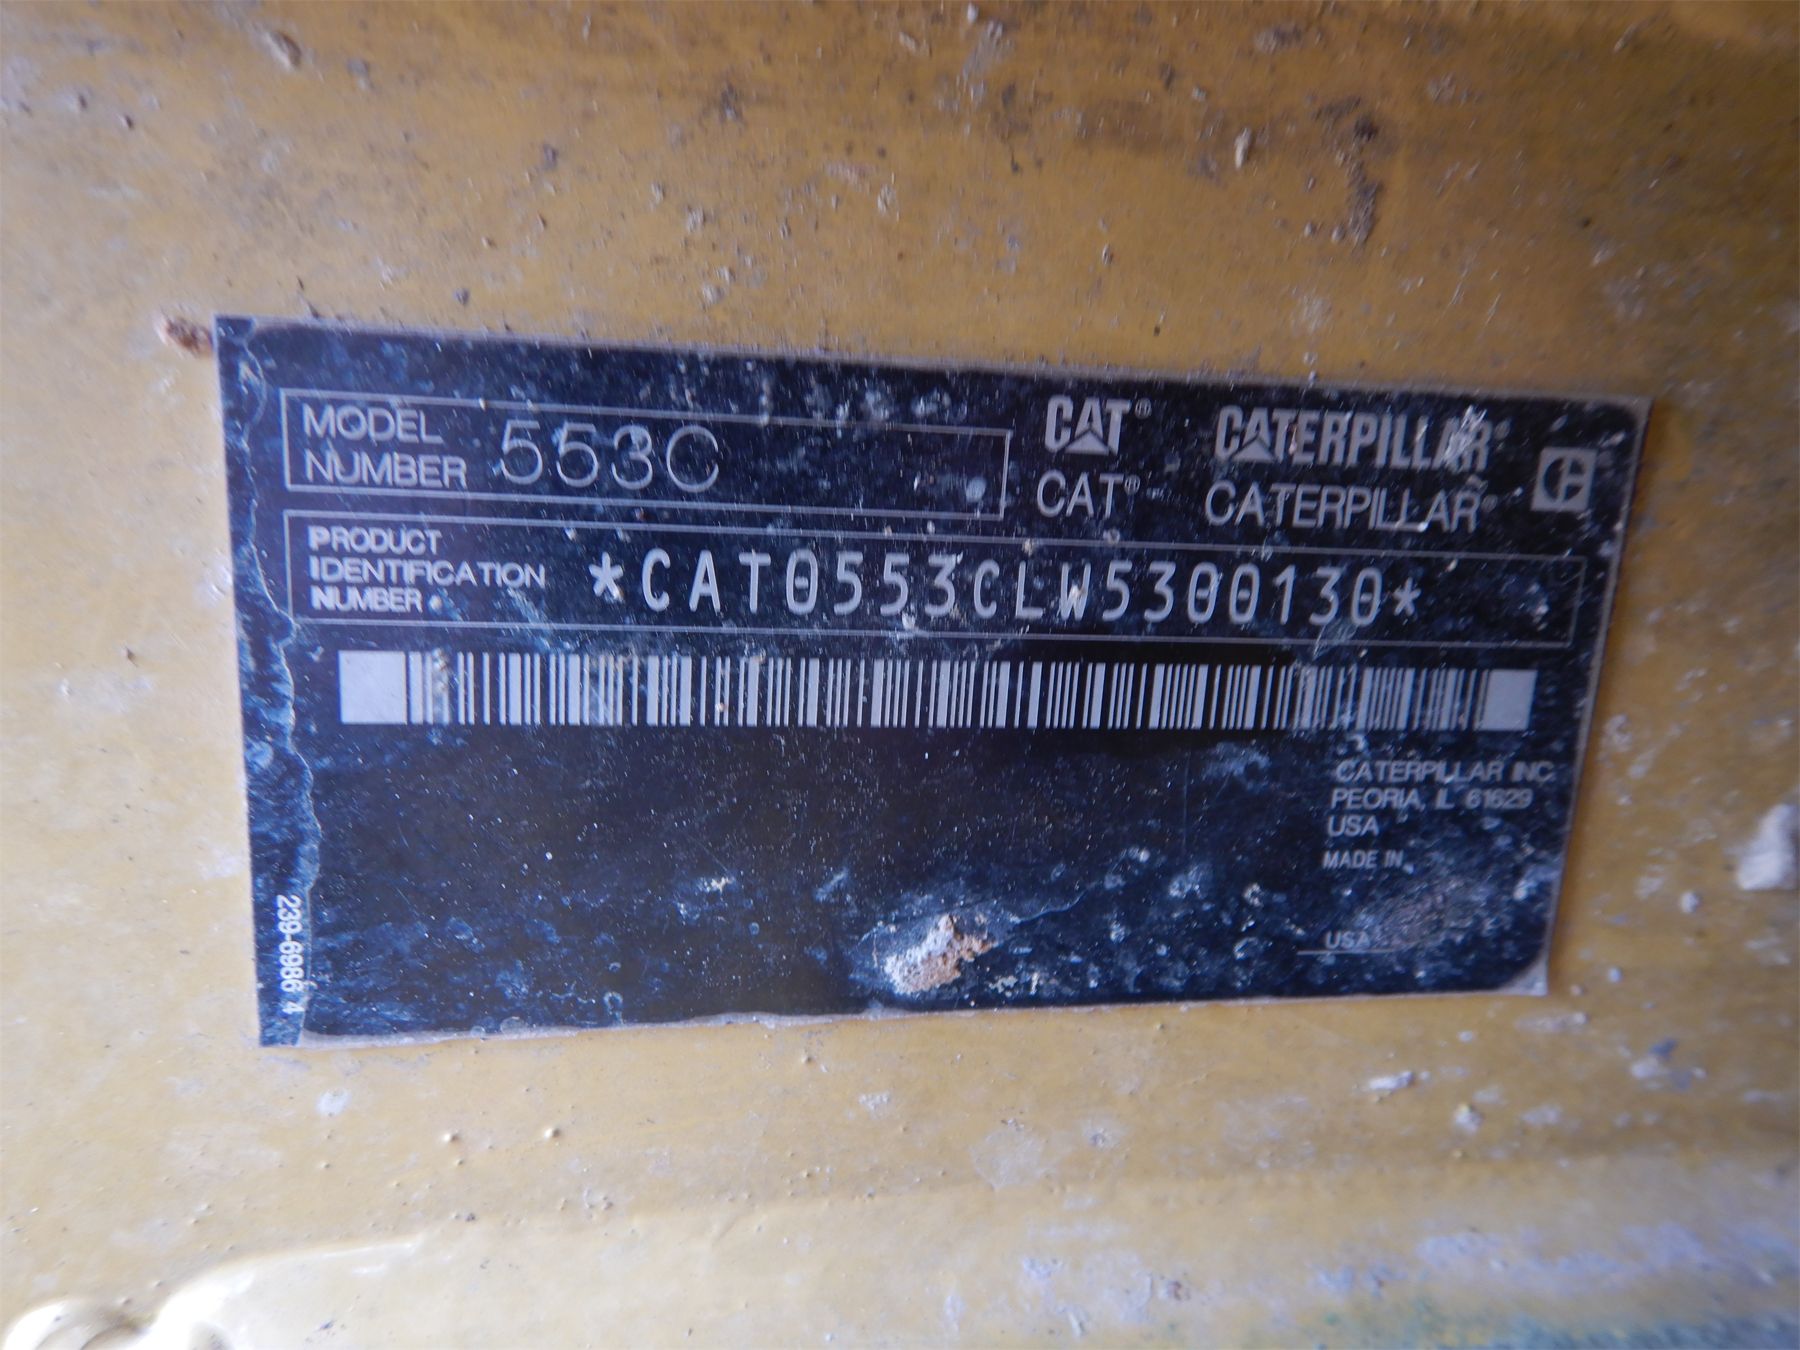 MODEL
NUMBER 553C
CAT® CATERPILLAR®
CAT® CATERPILLAR®
PRODUCT
IDENTIFICATION
NUMBER
*CAT0553CLW5300130*
CATERPILLAR INC
PEORIA, IL 61629
USA
MADE IN
USA
239-6986 4